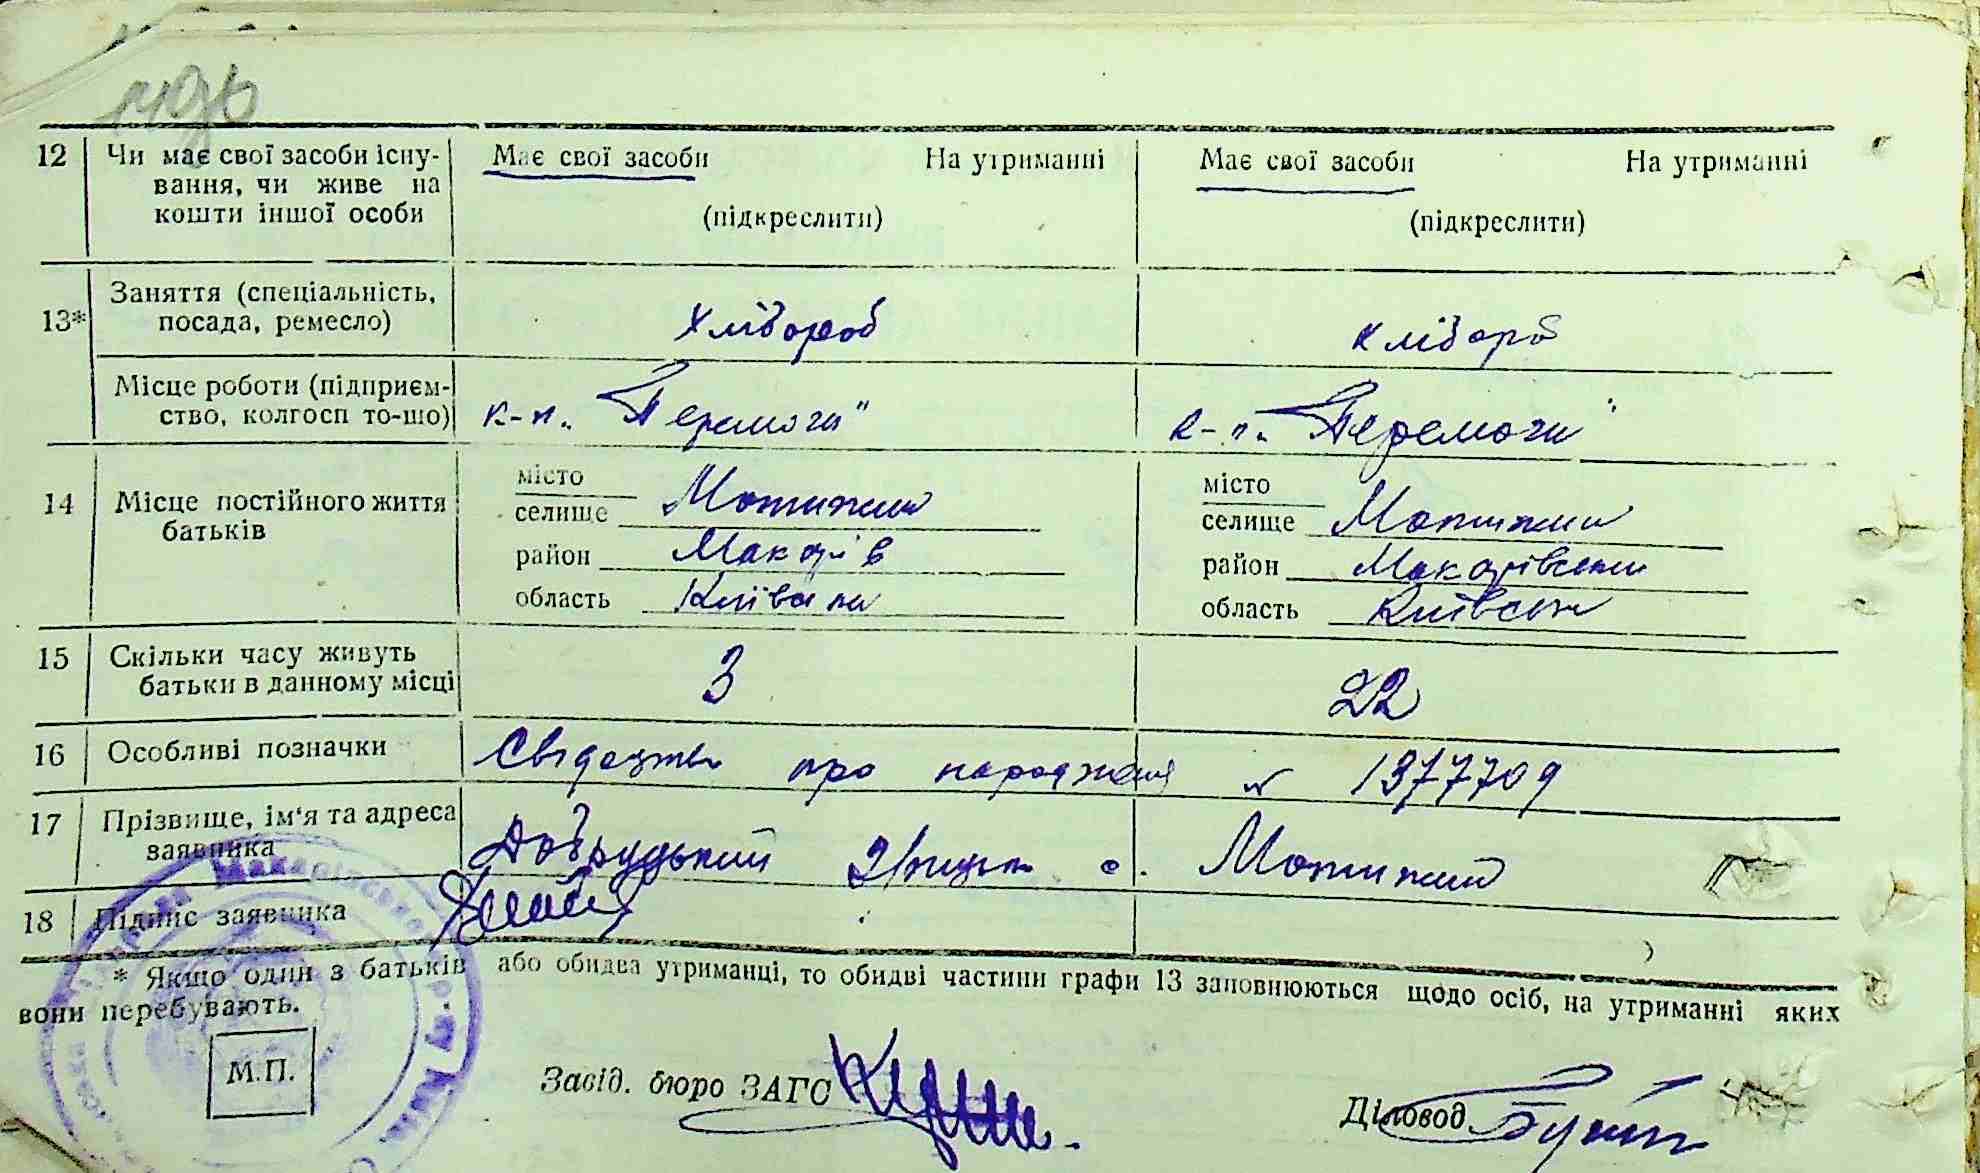 12 Чи має свої засоби існу- Має свої засоби На утриманні Має свої засоби На утриманні
вання, чи живе на
кошти іншої особи (підкреслити) (підкреслити)
13* Заняття (спеціальність,
посада, ремесло) Хлібороб хлібороб
Місце роботи (підприєм-
ство, колгосп то-що) к-п. "Перемоги" к-п. "Перемоги"
14 Місце постійного життя
батьків
місто
селище Мотижин
район Макарів
область Київська
місто
селище Мотижин
район Макарівський
область Київська
15 Скільки часу живуть
батьки в данному місці 3 22
16 Особливі позначки Свідоцтво про народження № 1377709
17 Прізвище, ім'я та адреса
заявника Добруцький с. Мотижин
18 Підпис заявника
* Якщо один з батьків або обидва утриманці, то обидві частини графи 13 заповнюються щодо осіб, на утриманні яких
вони перебувають.
М.П.
Завід. бюро ЗАГС
Діловод